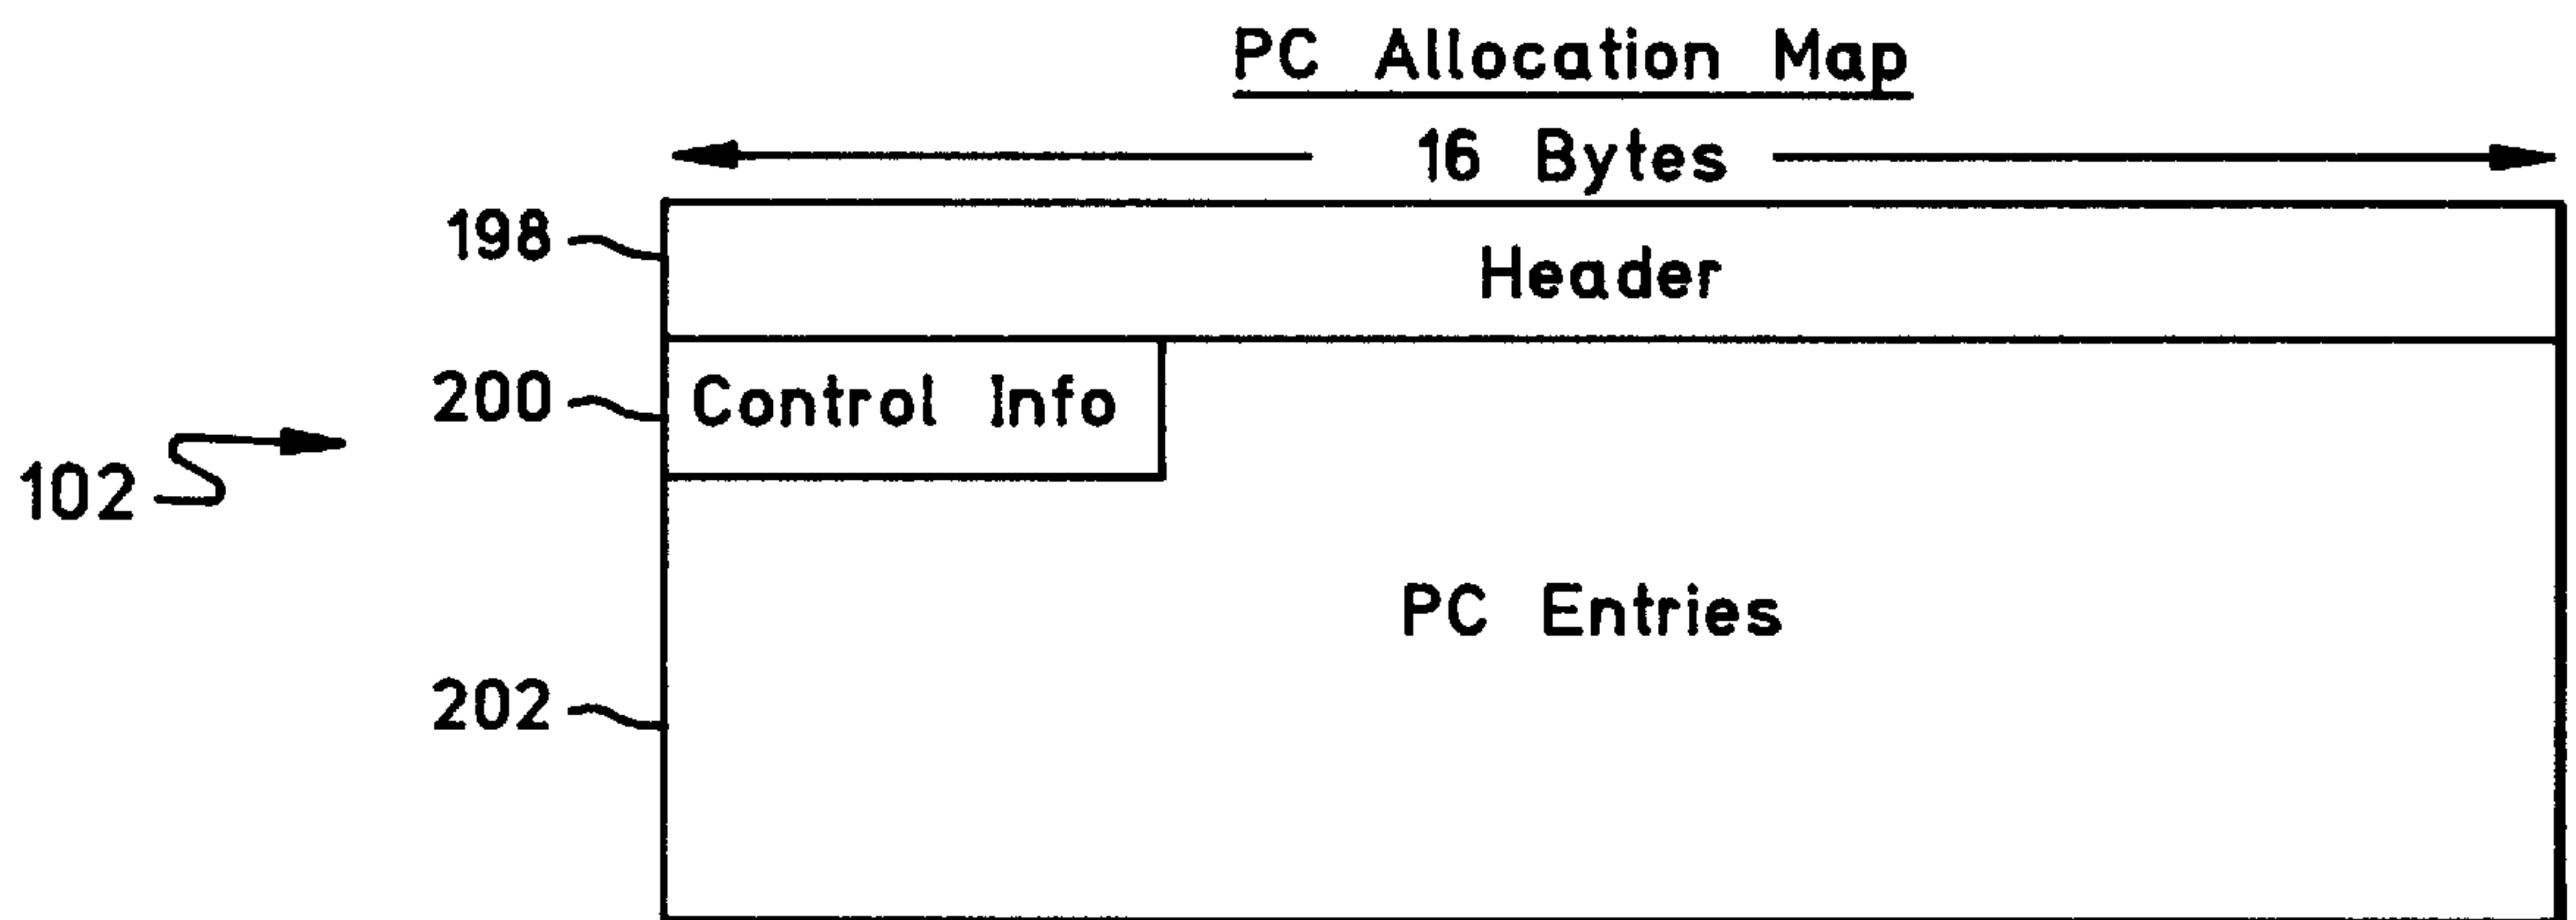 PC Allocation Map
16 Bytes
198
Header
200
Control Info
102
PC Entries
202